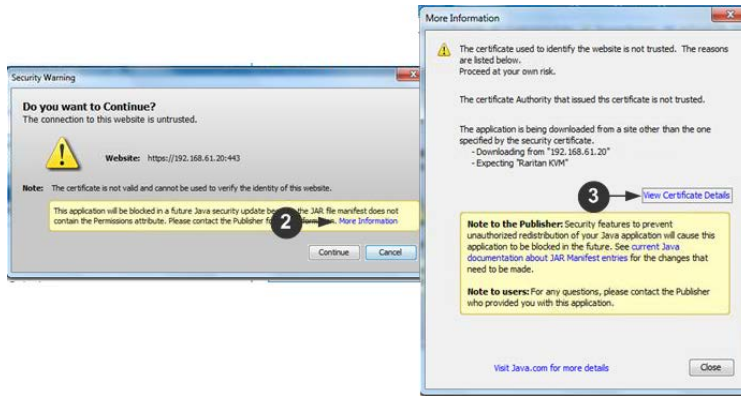 Security Warning
Do you want to Continue?
The connection to this website is untrusted.
Website: https://192.168.61.20:443
Note: The certificate is not valid and cannot be used to verify the identity of this website.
This application will be blocked in a future Java security update because the JAR file manifest does not
contain the Permissions attribute. Please contact the Publisher for information. More Information
2
Continue
Cancel
More Information
The certificate used to identify the website is not trusted. The reasons
are listed below.
Proceed at your own risk.
The certificate Authority that issued ths certificate is not trusted.
The application is being downloaded from a site other than the one
specified by the security certificate.
- Downloading from "192.168.61.20"
- Expecting "Raritan KVM"
3
View Certificate Details
Note to the Publisher: Security features to prevent
unauthorized redistribution of your Java application will cause this
application to be blocked in the future. See current Java
documentation about JAR Manifest entries for the changes that
need to be made.
Note to users: For any questions, please contact the Publisher
who provided you with this application.
Visit Java.com for more details
Close